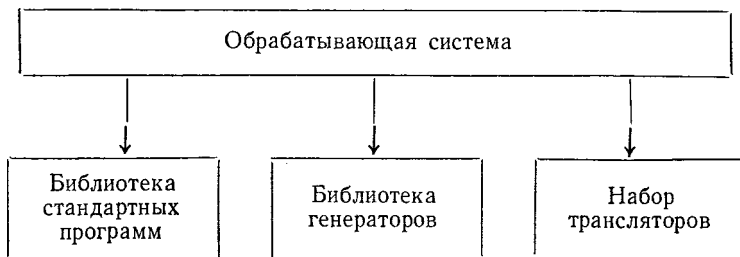 Обрабатывающая система
Библиотека
стандартных
программ
Библиотека
генераторов
Набор
трансляторов